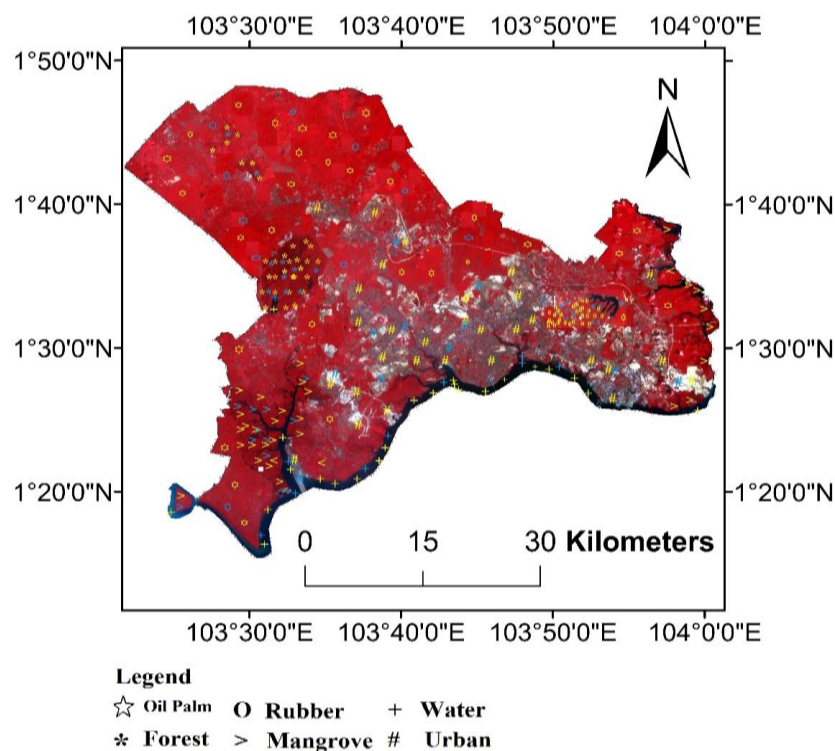 103°30'0"E 103°40'0"E 103°50'0"E 104°0'0"E
1°50'0"N
N
1°40'0"N 1°40'0"N
1°30'0"N 1°30'0"N
1°20'0"N 1°20'0"N
0 15 30 Kilometers
103°30'0"E 103°40'0"E 103°50'0"E 104°0'0"E
Legend
☆ Oil Palm O Rubber + Water
* Forest > Mangrove # Urban